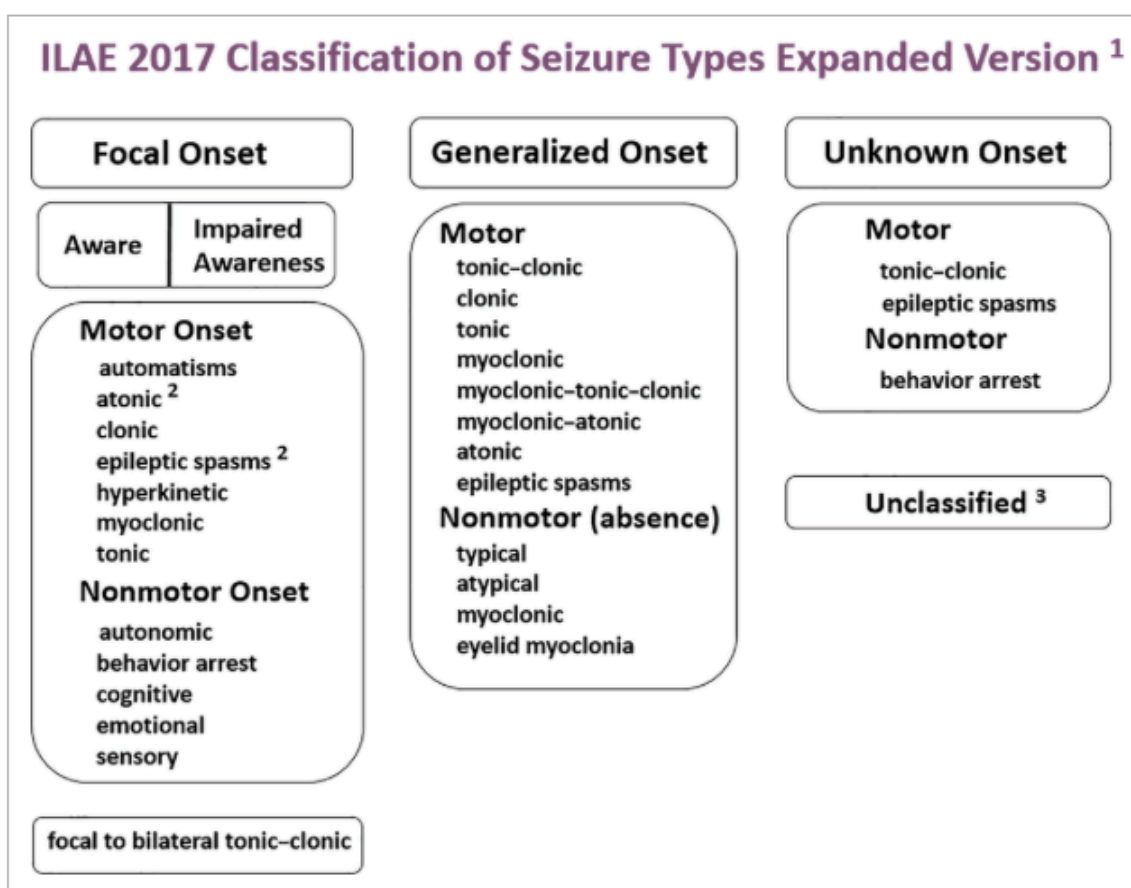 ILAE 2017 Classification of Seizure Types Expanded Version ¹
Focal Onset
Aware
Impaired
Awareness
Motor Onset
automatisms
atonic ²
clonic
epileptic spasms ²
hyperkinetic
myoclonic
tonic
Nonmotor Onset
autonomic
behavior arrest
cognitive
emotional
sensory
focal to bilateral tonic–clonic
Generalized Onset
Motor
tonic–clonic
clonic
tonic
myoclonic
myoclonic–tonic–clonic
myoclonic–atonic
atonic
epileptic spasms
Nonmotor (absence)
typical
atypical
myoclonic
eyelid myoclonia
Unknown Onset
Motor
tonic–clonic
epileptic spasms
Nonmotor
behavior arrest
Unclassified ³